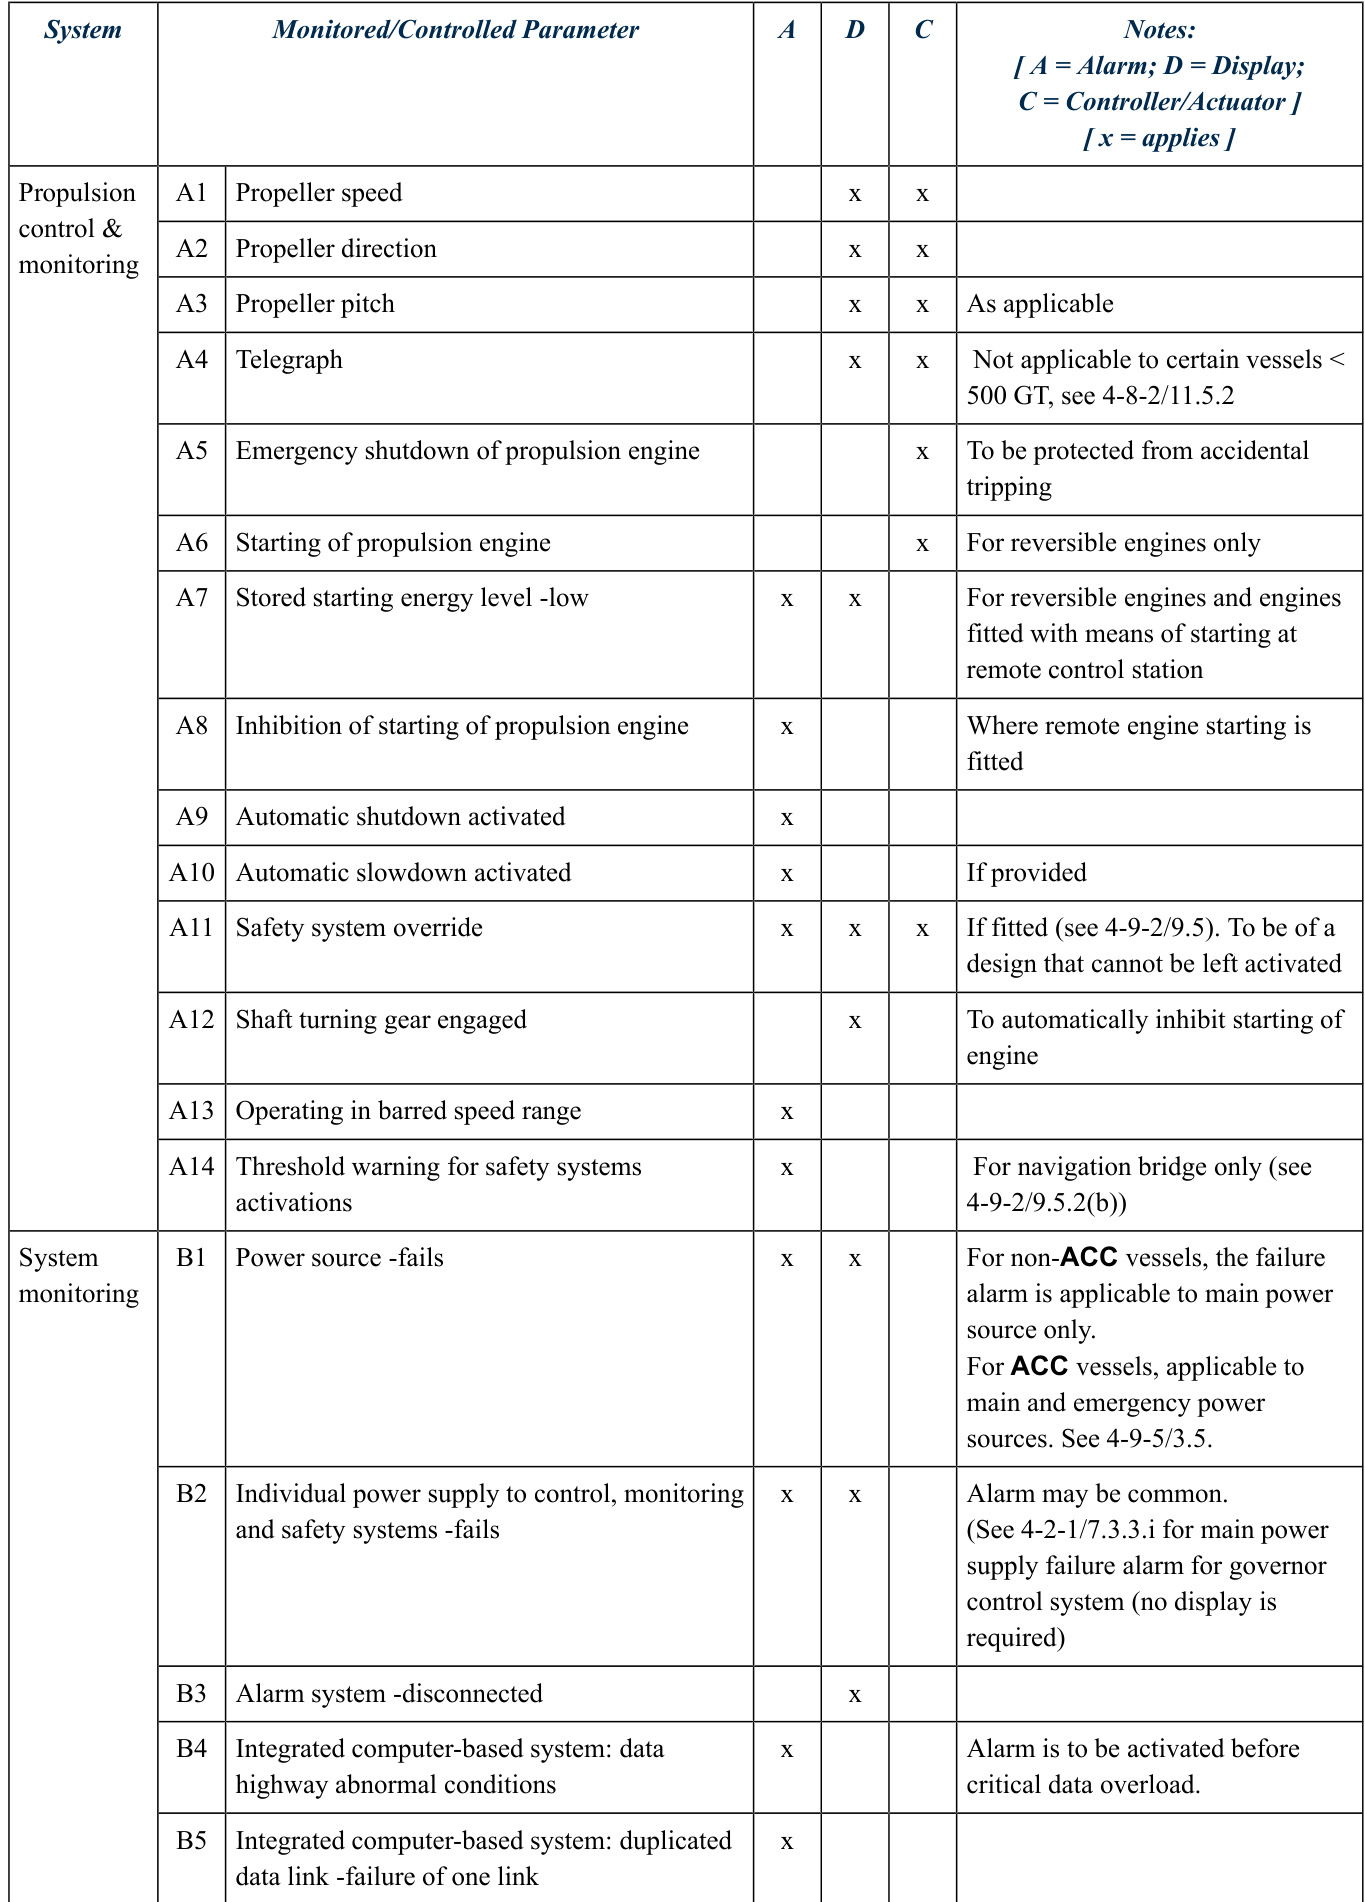 System Monitored/Controlled Parameter A D C Notes:
[ A = Alarm; D = Display;
C = Controller/Actuator ]
[ x = applies ]
Propulsion
control &
monitoring
A1 Propeller speed x x
A2 Propeller direction x x
A3 Propeller pitch x x As applicable
A4 Telegraph x x Not applicable to certain vessels <
500 GT, see 4-8-2/11.5.2
A5 Emergency shutdown of propulsion engine x To be protected from accidental
tripping
A6 Starting of propulsion engine x For reversible engines only
A7 Stored starting energy level -low x x For reversible engines and engines
fitted with means of starting at
remote control station
A8 Inhibition of starting of propulsion engine x Where remote engine starting is
fitted
A9 Automatic shutdown activated x
A10 Automatic slowdown activated x If provided
A11 Safety system override x x x If fitted (see 4-9-2/9.5). To be of a
design that cannot be left activated
A12 Shaft turning gear engaged x To automatically inhibit starting of
engine
A13 Operating in barred speed range x
A14 Threshold warning for safety systems
activations
x For navigation bridge only (see
4-9-2/9.5.2(b))
System
monitoring
B1 Power source -fails x x For non-ACC vessels, the failure
alarm is applicable to main power
source only.
For ACC vessels, applicable to
main and emergency power
sources. See 4-9-5/3.5.
B2 Individual power supply to control, monitoring
and safety systems -fails
x x Alarm may be common.
(See 4-2-1/7.3.3.i for main power
supply failure alarm for governor
control system (no display is
required)
B3 Alarm system -disconnected x
B4 Integrated computer-based system: data
highway abnormal conditions
x Alarm is to be activated before
critical data overload.
B5 Integrated computer-based system: duplicated
data link -failure of one link
x